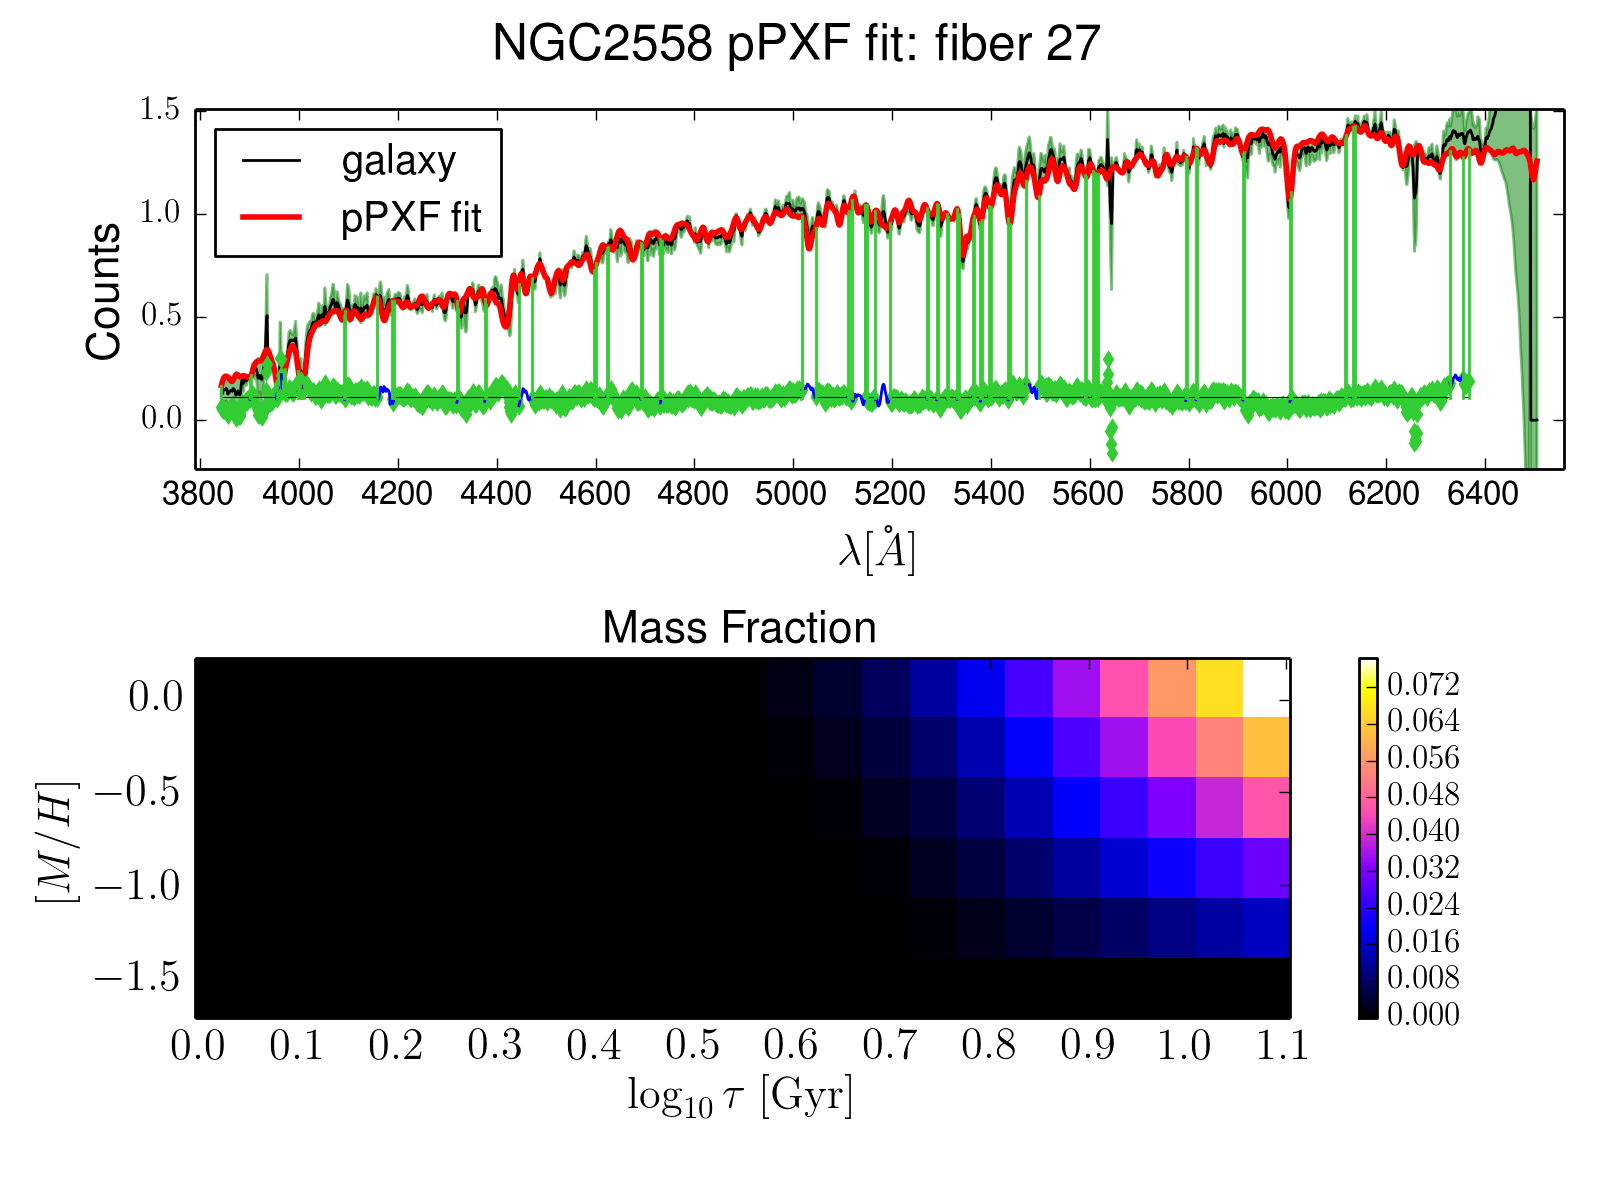 NGC2558 pPXF fit: fiber 27
1.5
1.0
0.5
0.0
Counts
galaxy
pPXF fit
3800 4000 4200 4400 4600 4800 5000 5200 5400 5600 5800 6000 6200 6400
λ[Å]
Mass Fraction
0.0
−0.5
−1.0
−1.5
[M/H]
0.0 0.1 0.2 0.3 0.4 0.5 0.6 0.7 0.8 0.9 1.0 1.1
log₁₀ τ [Gyr]
0.072
0.064
0.056
0.048
0.040
0.032
0.024
0.016
0.008
0.000